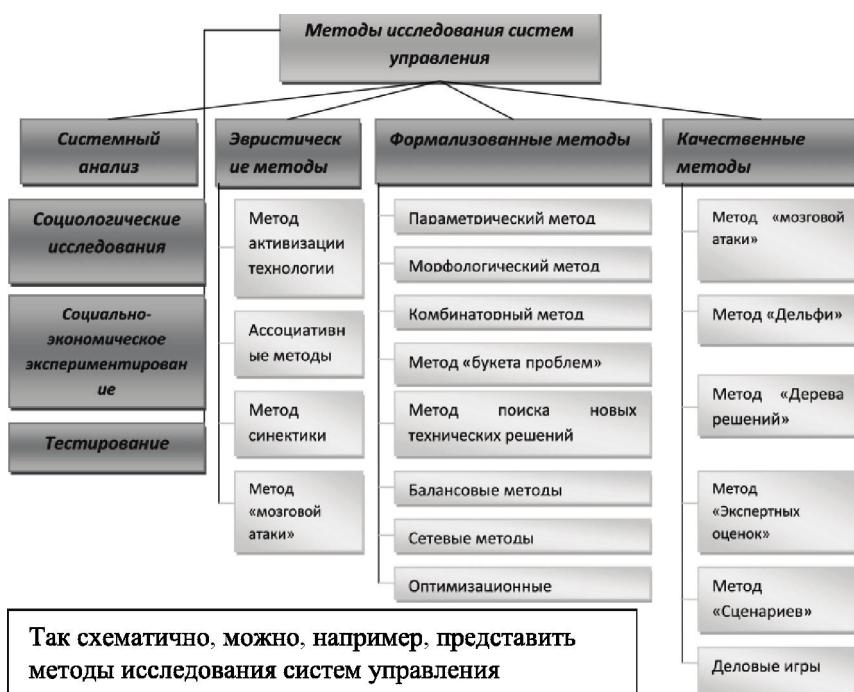 Методы исследования систем
управления
Системный
анализ
Социологические
исследования
Социально-
экономическое
экспериментирован
ие
Тестирование
Эвристическ
ие методы
Метод
активизации
технологии
Ассоциативн
ые методы
Метод
синектики
Метод
«мозговой
атаки»
Формализованные методы
Параметрический метод
Морфологический метод
Комбинаторный метод
Метод «букета проблем»
Метод поиска новых
технических решений
Балансовые методы
Сетевые методы
Оптимизационные
Качественные
методы
Метод «мозговой
атаки»
Метод «Дельфи»
Метод «Дерева
решений»
Метод
«Экспертных
оценок»
Метод
«Сценариев»
Деловые игры
Так схематично, можно, например, представить
методы исследования систем управления